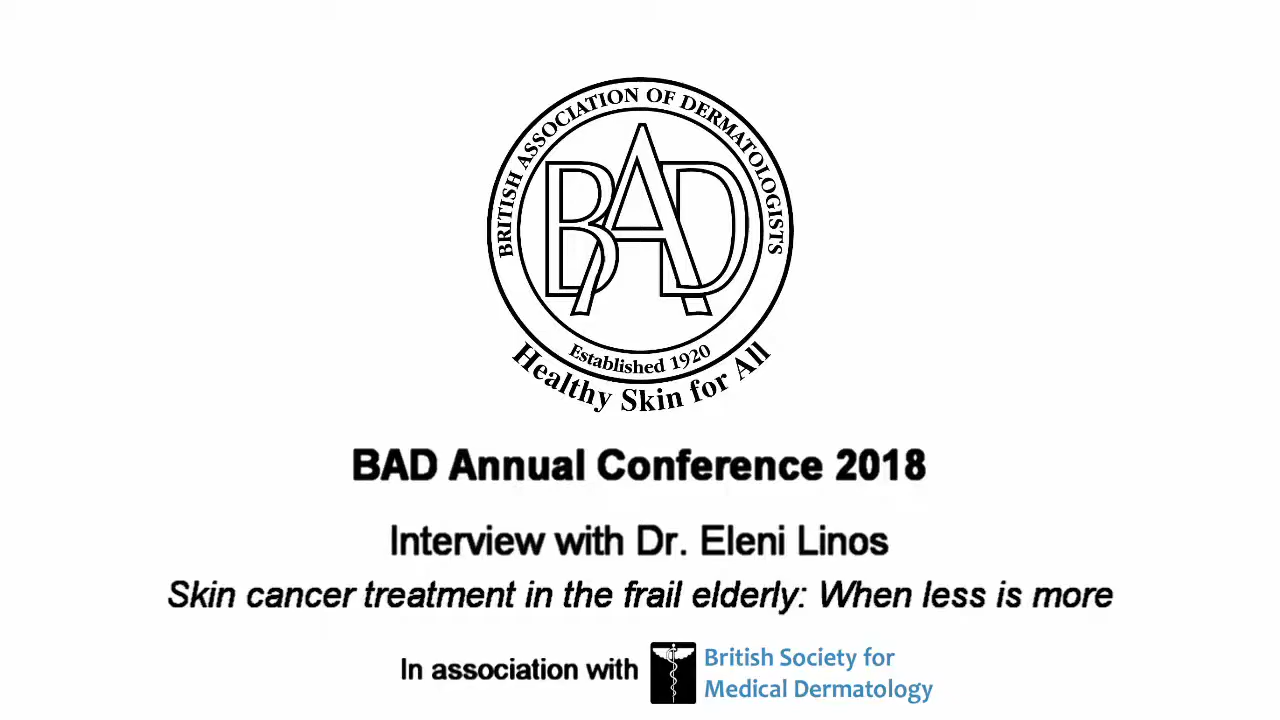 BRITISH ASSOCIATION OF DERMATOLOGISTS
BAD
Established 1920
Healthy Skin for All
BAD Annual Conference 2018
Interview with Dr. Eleni Linos
Skin cancer treatment in the frail elderly: When less is more
In association with
British Society for
Medical Dermatology